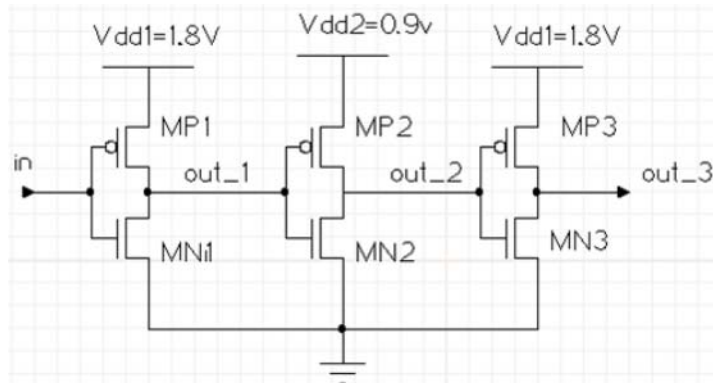 Vdd1=1.8V
Vdd2=0.9v
Vdd1=1.8V
MP1
MP2
MP3
in
out_1
out_2
out_3
MNi1
MN2
MN3